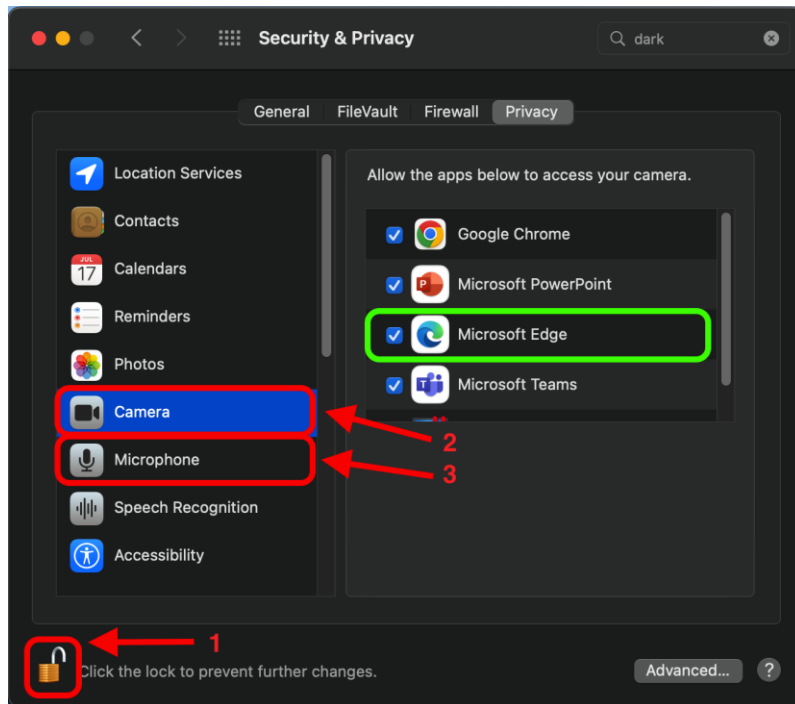 Security & Privacy
dark
General FileVault Firewall Privacy
Location Services
Contacts
JUL
17
Calendars
Reminders
Photos
Camera
Microphone
Speech Recognition
Accessibility
Allow the apps below to access your camera.
Google Chrome
P
Microsoft PowerPoint
Microsoft Edge
T
Microsoft Teams
2
3
1
Click the lock to prevent further changes.
Advanced...
?